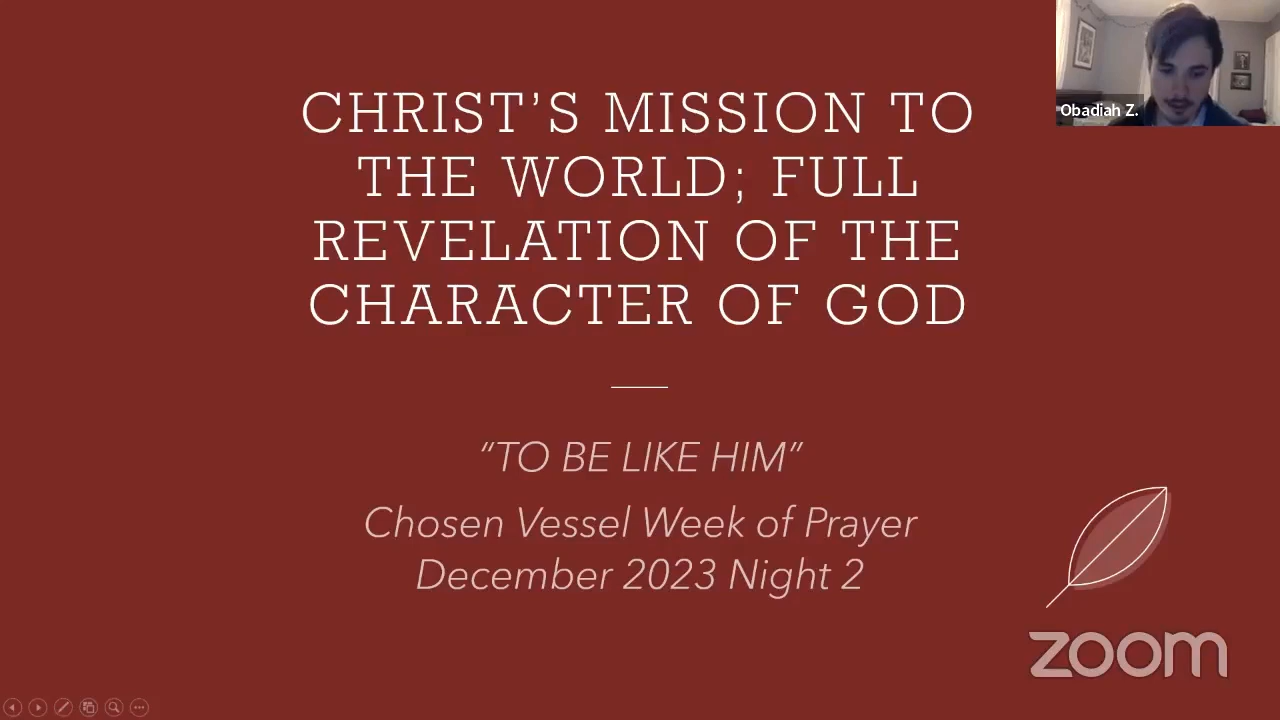 Obadiah Z.
CHRIST’S MISSION TO
THE WORLD; FULL
REVELATION OF THE
CHARACTER OF GOD
“TO BE LIKE HIM”
Chosen Vessel Week of Prayer
December 2023 Night 2
zoom